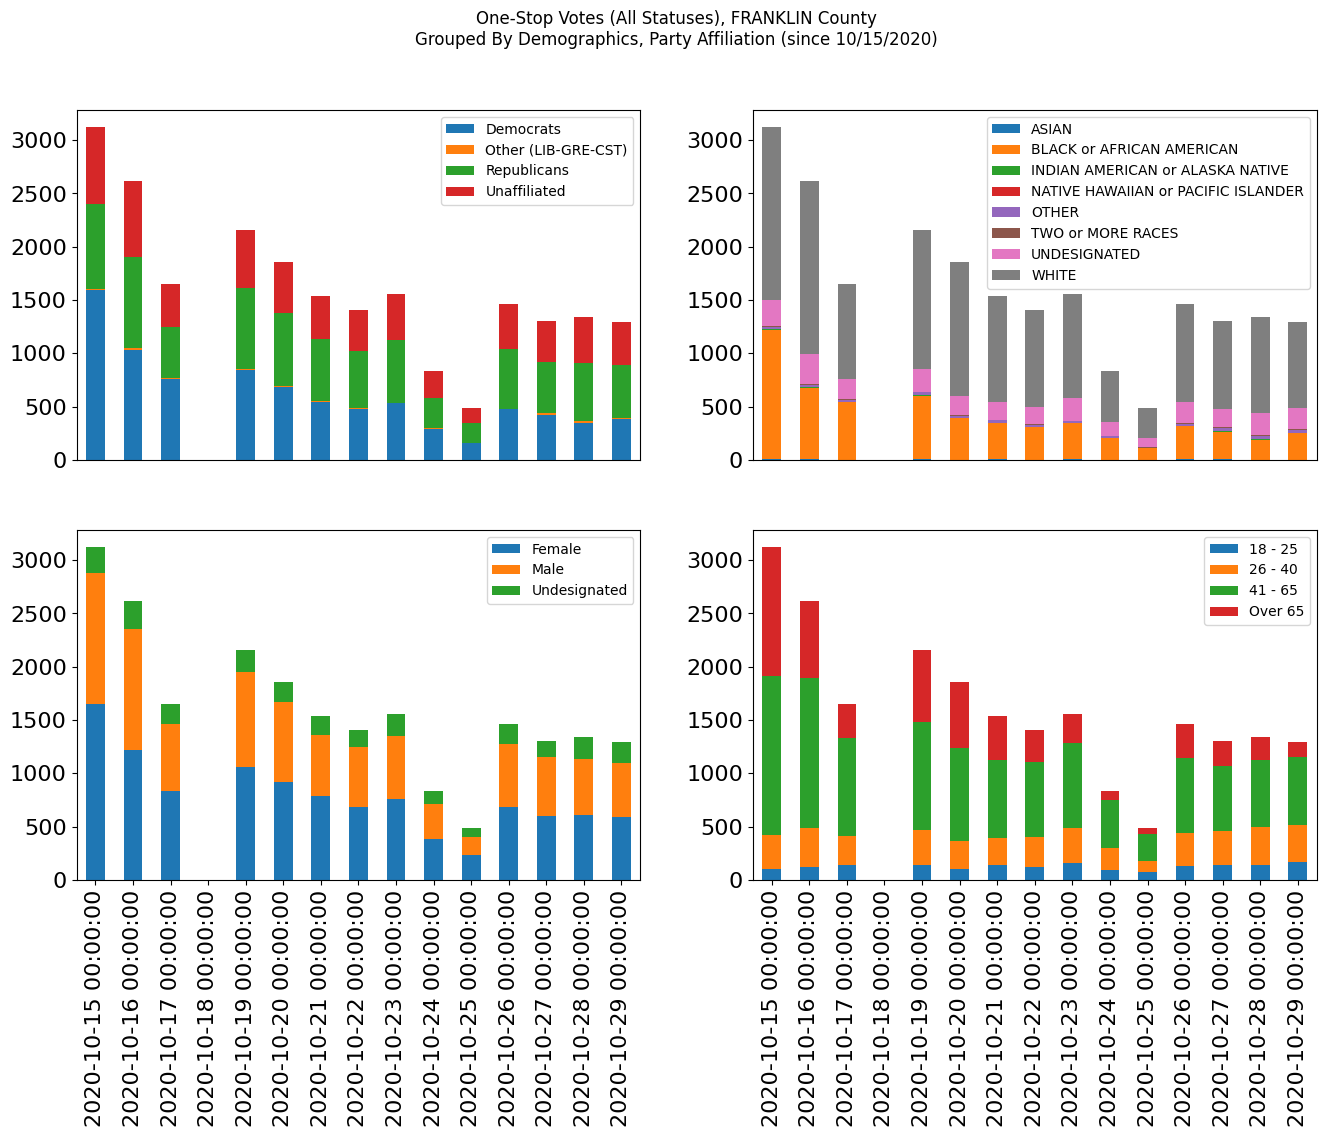 One-Stop Votes (All Statuses), FRANKLIN County
Grouped By Demographics, Party Affiliation (since 10/15/2020)
3000
2500
2000
1500
1000
500
0
Democrats
Other (LIB-GRE-CST)
Republicans
Unaffiliated
3000
2500
2000
1500
1000
500
0
ASIAN
BLACK or AFRICAN AMERICAN
INDIAN AMERICAN or ALASKA NATIVE
NATIVE HAWAIIAN or PACIFIC ISLANDER
OTHER
TWO or MORE RACES
UNDESIGNATED
WHITE
3000
2500
2000
1500
1000
500
0
Female
Male
Undesignated
2020-10-15 00:00:00
2020-10-16 00:00:00
2020-10-17 00:00:00
2020-10-18 00:00:00
2020-10-19 00:00:00
2020-10-20 00:00:00
2020-10-21 00:00:00
2020-10-22 00:00:00
2020-10-23 00:00:00
2020-10-24 00:00:00
2020-10-25 00:00:00
2020-10-26 00:00:00
2020-10-27 00:00:00
2020-10-28 00:00:00
2020-10-29 00:00:00
3000
2500
2000
1500
1000
500
0
18 - 25
26 - 40
41 - 65
Over 65
2020-10-15 00:00:00
2020-10-16 00:00:00
2020-10-17 00:00:00
2020-10-18 00:00:00
2020-10-19 00:00:00
2020-10-20 00:00:00
2020-10-21 00:00:00
2020-10-22 00:00:00
2020-10-23 00:00:00
2020-10-24 00:00:00
2020-10-25 00:00:00
2020-10-26 00:00:00
2020-10-27 00:00:00
2020-10-28 00:00:00
2020-10-29 00:00:00